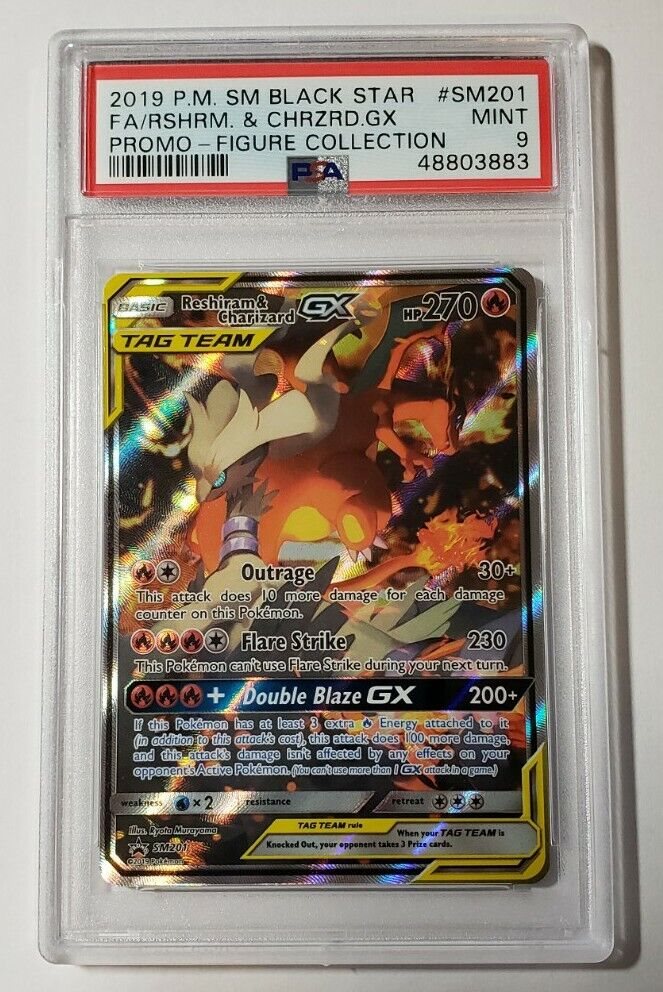 2019 P.M. SM BLACK STAR #SM201
FA/RSHRM. & CHRZRD.GX MINT
PROMO – FIGURE COLLECTION 9
PSA 48803883
BASIC Reshiram& Charizard GX HP270
TAG TEAM
Outrage 30+
This attack does 10 more damage for each damage
counter on this Pokémon.
Flare Strike 230
This Pokémon can't use Flare Strike during your next turn.
+ Double Blaze GX 200+
If this Pokémon has at least 3 extra Energy attached to it
(in addition to this attack's cost), this attack does 100 more damage,
and this attack's damage isn't affected by any effects on your
opponent's Active Pokémon. (You can't use more than 1 GX attack in a game.)
weakness ×2 resistance retreat
TAG TEAM rule
When your TAG TEAM is
Knocked Out, your opponent takes 3 Prize cards.
Illus. Ryota Murayama
SM201
©2019 Pokémon